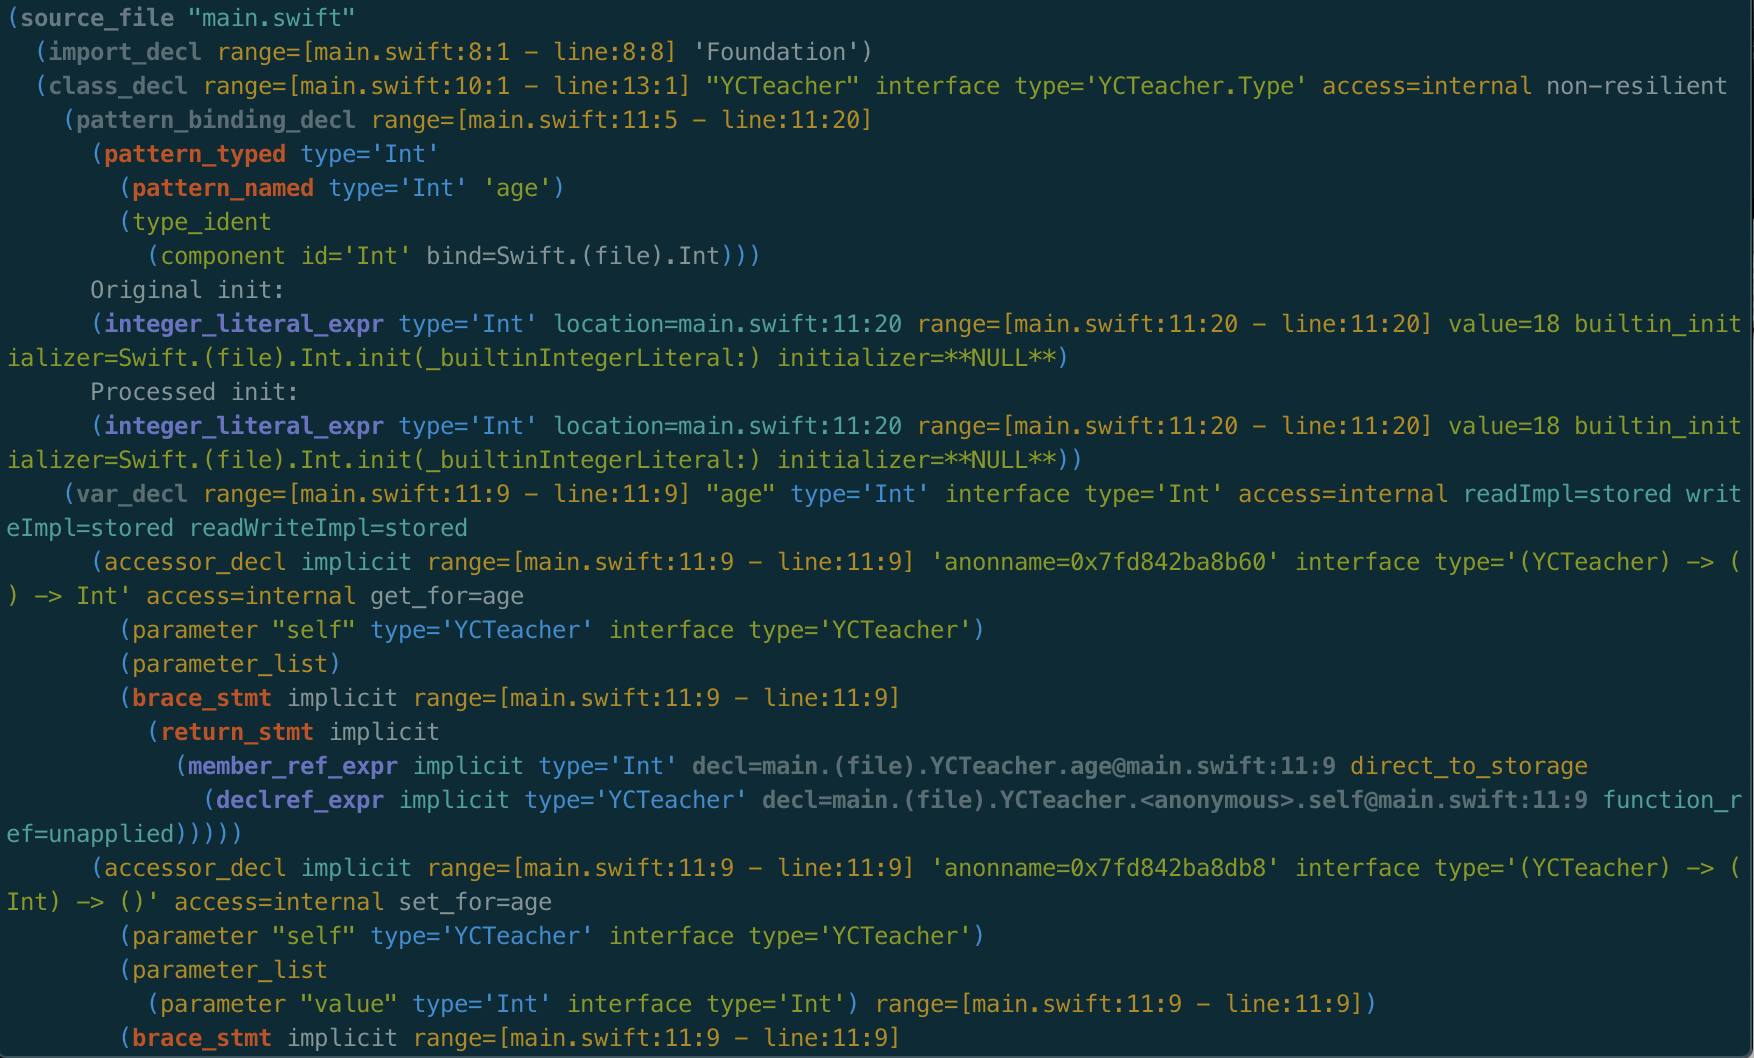 (source_file "main.swift"
  (import_decl range=[main.swift:8:1 - line:8:8] 'Foundation')
  (class_decl range=[main.swift:10:1 - line:13:1] "YCTeacher" interface type='YCTeacher.Type' access=internal non-resilient
    (pattern_binding_decl range=[main.swift:11:5 - line:11:20]
      (pattern_typed type='Int'
        (pattern_named type='Int' 'age')
        (type_ident
          (component id='Int' bind=Swift.(file).Int)))
      Original init:
      (integer_literal_expr type='Int' location=main.swift:11:20 range=[main.swift:11:20 - line:11:20] value=18 builtin_init
ializer=Swift.(file).Int.init(_builtinIntegerLiteral:) initializer=**NULL**)
      Processed init:
      (integer_literal_expr type='Int' location=main.swift:11:20 range=[main.swift:11:20 - line:11:20] value=18 builtin_init
ializer=Swift.(file).Int.init(_builtinIntegerLiteral:) initializer=**NULL**))
    (var_decl range=[main.swift:11:9 - line:11:9] "age" type='Int' interface type='Int' access=internal readImpl=stored writ
eImpl=stored readWriteImpl=stored
      (accessor_decl implicit range=[main.swift:11:9 - line:11:9] 'anonname=0x7fd842ba8b60' interface type='(YCTeacher) -> (
) -> Int' access=internal get_for=age
        (parameter "self" type='YCTeacher' interface type='YCTeacher')
        (parameter_list)
        (brace_stmt implicit range=[main.swift:11:9 - line:11:9]
          (return_stmt implicit
            (member_ref_expr implicit type='Int' decl=main.(file).YCTeacher.age@main.swift:11:9 direct_to_storage
              (declref_expr implicit type='YCTeacher' decl=main.(file).YCTeacher.<anonymous>.self@main.swift:11:9 function_r
ef=unapplied)))))
      (accessor_decl implicit range=[main.swift:11:9 - line:11:9] 'anonname=0x7fd842ba8db8' interface type='(YCTeacher) -> (
Int) -> ()' access=internal set_for=age
        (parameter "self" type='YCTeacher' interface type='YCTeacher')
        (parameter_list
          (parameter "value" type='Int' interface type='Int') range=[main.swift:11:9 - line:11:9])
        (brace_stmt implicit range=[main.swift:11:9 - line:11:9]